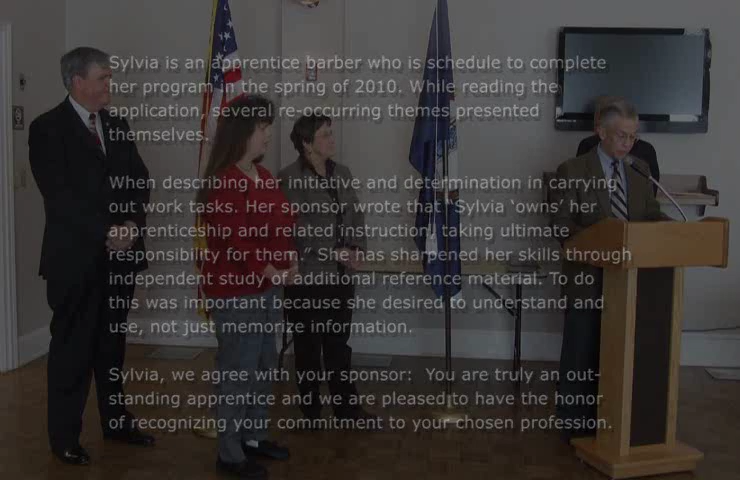 Sylvia is an apprentice barber who is schedule to complete
her program in the spring of 2010. While reading the
application, several re-occurring themes presented
themselves.
When describing her initiative and determination in carrying
out work tasks. Her sponsor wrote that “Sylvia ‘owns’ her
apprenticeship and related instruction, taking ultimate
responsibility for them.” She has sharpened her skills through
independent study of additional reference material. To do
this was important because she desired to understand and
use, not just memorize information.
Sylvia, we agree with your sponsor: You are truly an out-
standing apprentice and we are pleased to have the honor
of recognizing your commitment to your chosen profession.